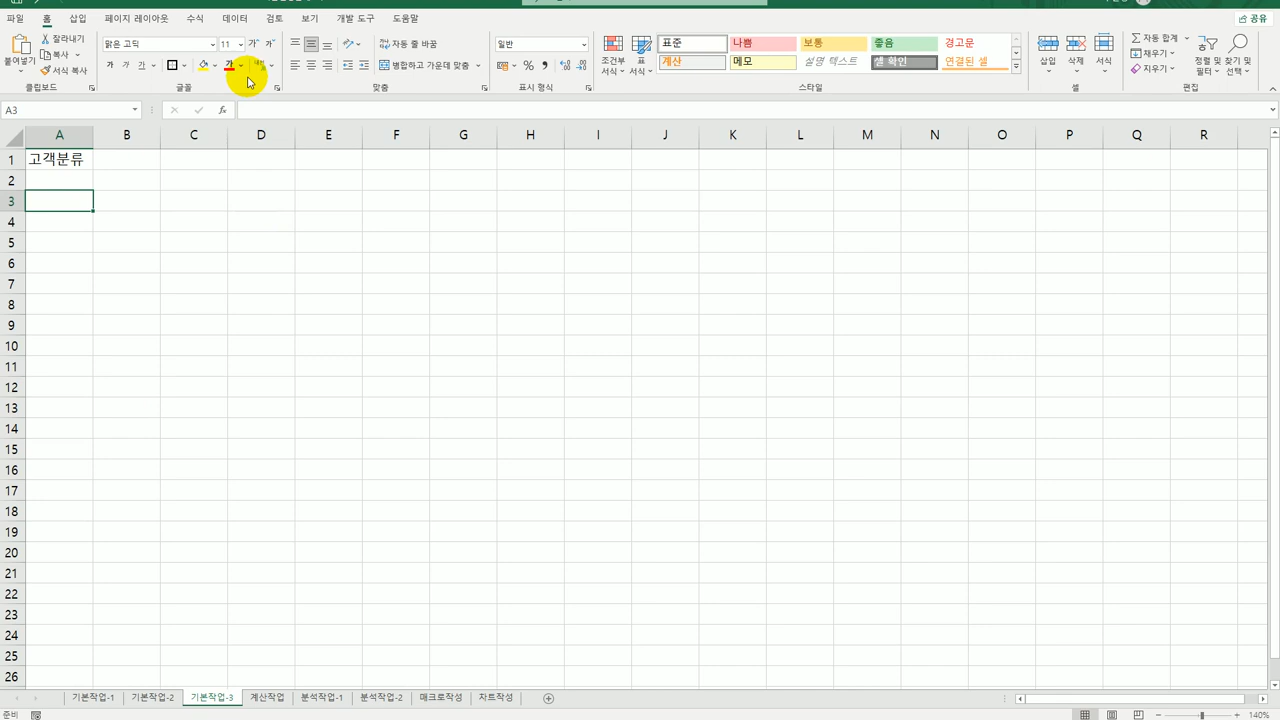 파일 홈 삽입 페이지 레이아웃 수식 데이터 검토 보기 개발 도구 도움말 공유
붙여넣기 잘라내기 맑은 고딕 11 가 가 자동 줄 바꿈 일반 조건부 서식 표 서식 표준 나쁨 보통 좋음 경고문 삽입 삭제 서식 자동 합계 정렬 및 필터 찾기 및 선택
복사 가 가 가 가 병합하고 가운데 맞춤 % 계산 메모 설명 텍스트 셀 확인 연결된 셀 채우기
서식 복사 지우기
클립보드 글꼴 맞춤 표시 형식 스타일 셀 편집
A3 fx
A B C D E F G H I J K L M N O P Q R
1 고객분류
2
3
4
5
6
7
8
9
10
11
12
13
14
15
16
17
18
19
20
21
22
23
24
25
26
기본작업-1 기본작업-2 기본작업-3 계산작업 분석작업-1 분석작업-2 매크로작성 차트작성
준비 140%